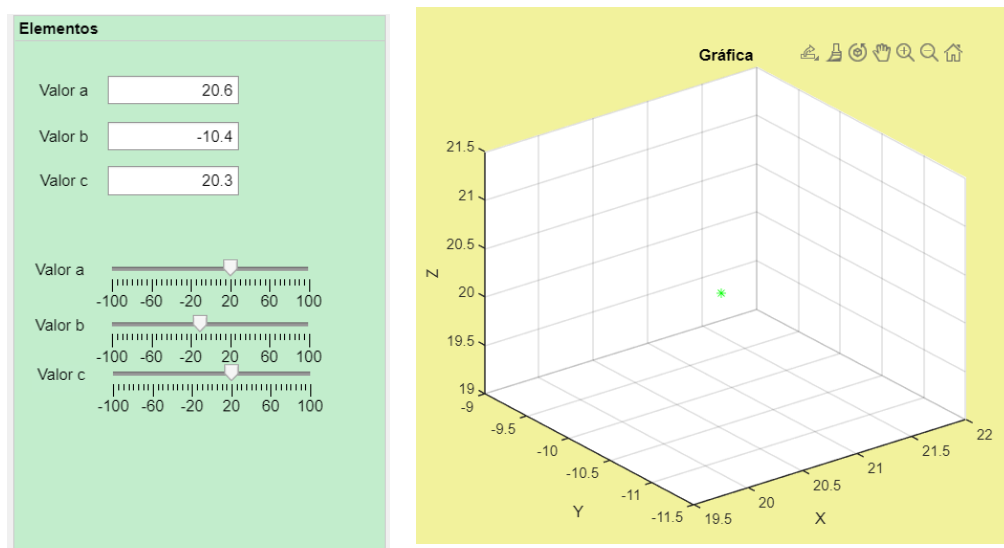 Elementos
Valor a 20.6
Valor b -10.4
Valor c 20.3
Valor a
-100 -60 -20 20 60 100
Valor b
-100 -60 -20 20 60 100
Valor c
-100 -60 -20 20 60 100
Gráfica
21.5
21
20.5
20
19.5
19
Z
-9
-9.5
-10
-10.5
-11
-11.5
Y
19.5
20
20.5
21
21.5
22
X